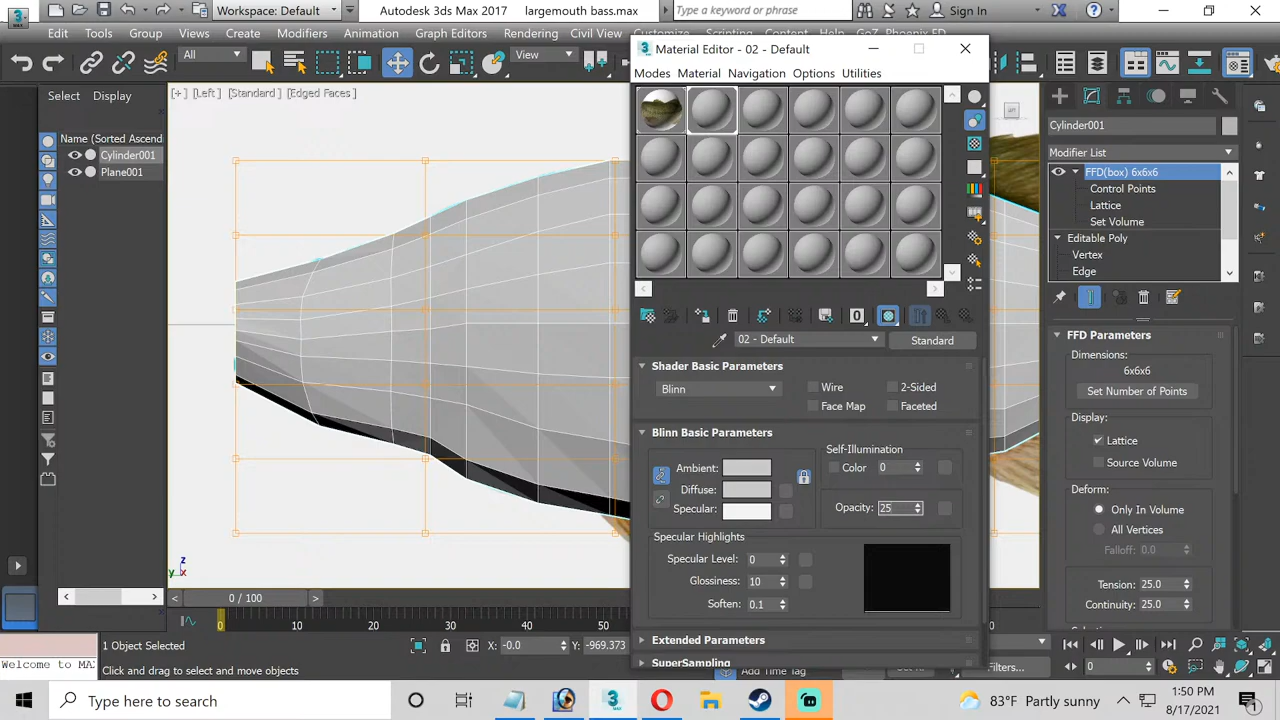 Workspace: Default
Autodesk 3ds Max 2017
largemouth bass.max
Type a keyword or phrase
Sign In
Edit
Tools
Group
Views
Create
Modifiers
Animation
Graph Editors
Rendering
Civil View
All
View
Select
Display
Name (Sorted Ascend
Cylinder001
Plane001
[+] [Left] [Standard] [Edged Faces]
Material Editor - 02 - Default
Modes
Material
Navigation
Options
Utilities
02 - Default
Standard
Shader Basic Parameters
Blinn
Wire
2-Sided
Face Map
Faceted
Blinn Basic Parameters
Self-Illumination
Ambient:
Color
0
Diffuse:
Specular:
Opacity: 25
Specular Highlights
Specular Level: 0
Glossiness: 10
Soften: 0.1
Extended Parameters
SuperSampling
Cylinder001
Modifier List
FFD(box) 6x6x6
Control Points
Lattice
Set Volume
Editable Poly
Vertex
Edge
FFD Parameters
Dimensions:
6x6x6
Set Number of Points
Display:
Lattice
Source Volume
Deform:
Only In Volume
All Vertices
Falloff: 0.0
Tension: 25.0
Continuity: 25.0
z
y
x
0 / 100
0
10
20
30
40
50
Welcome to MA
1 Object Selected
Click and drag to select and move objects
X: -0.0
Y: -969.373
Add Time Tag
0
Filters...
Type here to search
83°F Partly sunny
1:50 PM
8/17/2021